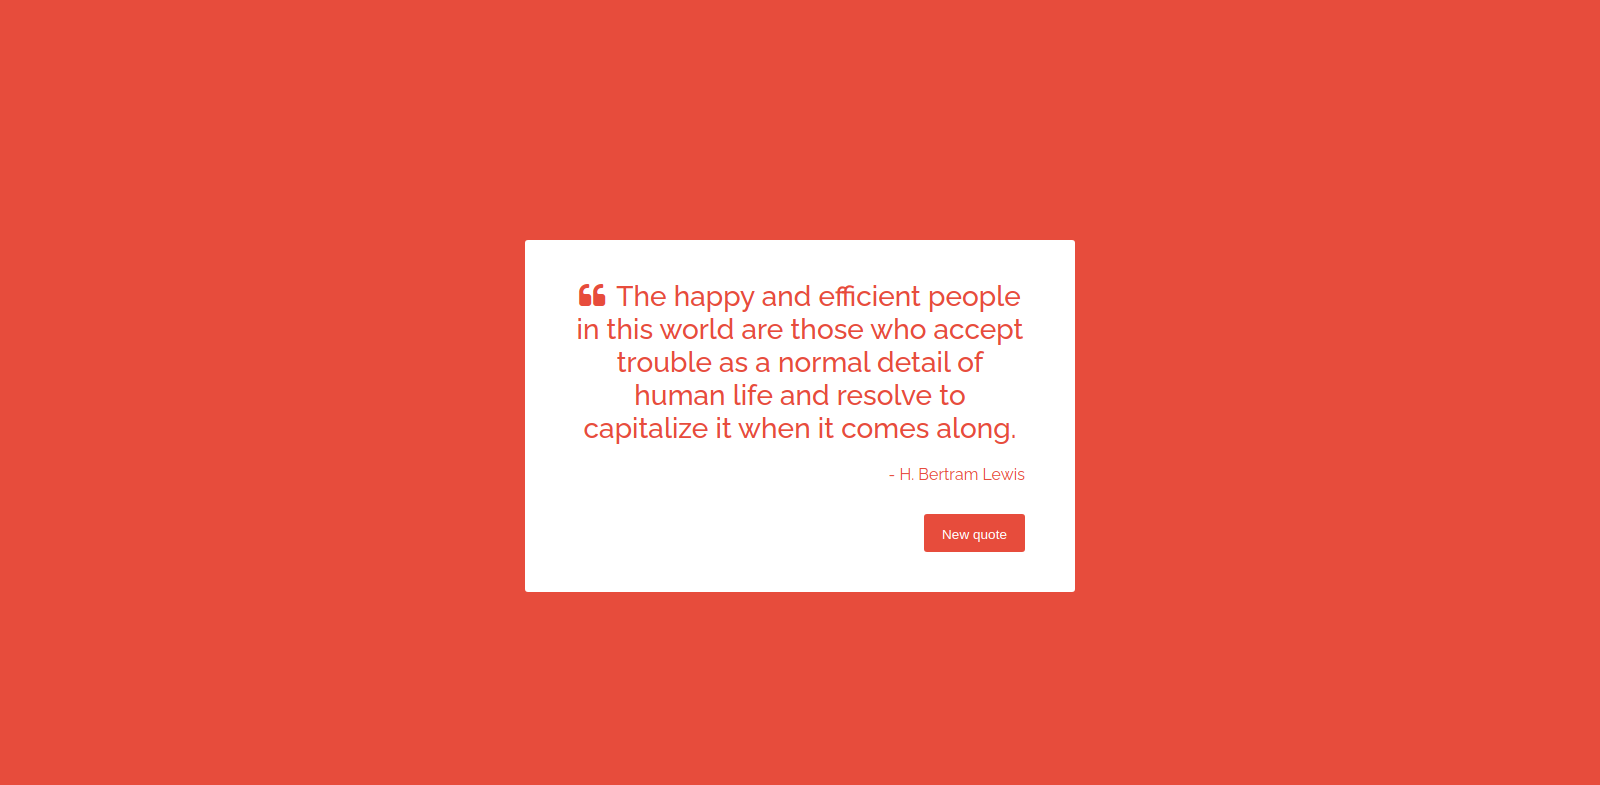 ❝ The happy and efficient people
in this world are those who accept
trouble as a normal detail of
human life and resolve to
capitalize it when it comes along.
- H. Bertram Lewis
New quote